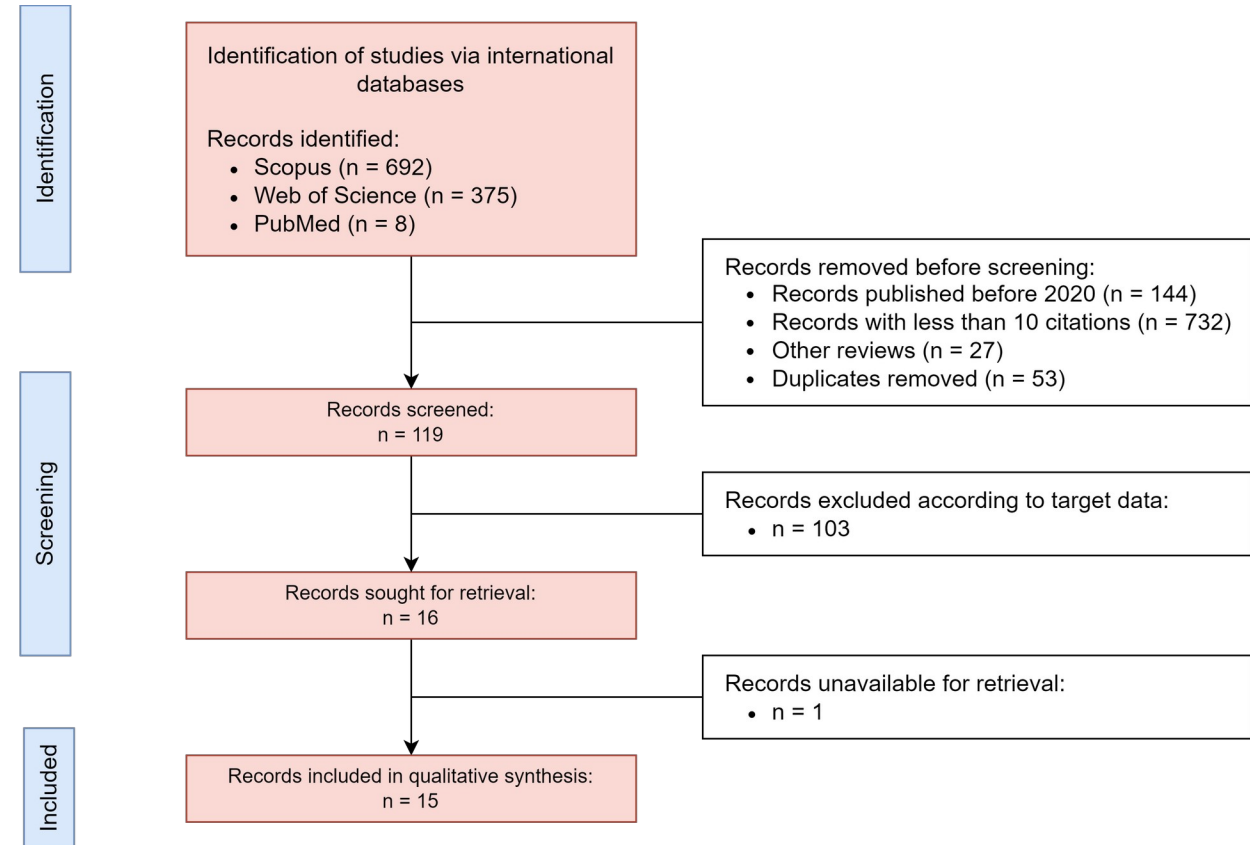 Identification
Identification of studies via international
databases
Records identified:
• Scopus (n = 692)
• Web of Science (n = 375)
• PubMed (n = 8)
Records removed before screening:
• Records published before 2020 (n = 144)
• Records with less than 10 citations (n = 732)
• Other reviews (n = 27)
• Duplicates removed (n = 53)
Screening
Records screened:
n = 119
Records excluded according to target data:
• n = 103
Records sought for retrieval:
n = 16
Records unavailable for retrieval:
• n = 1
Included
Records included in qualitative synthesis:
n = 15